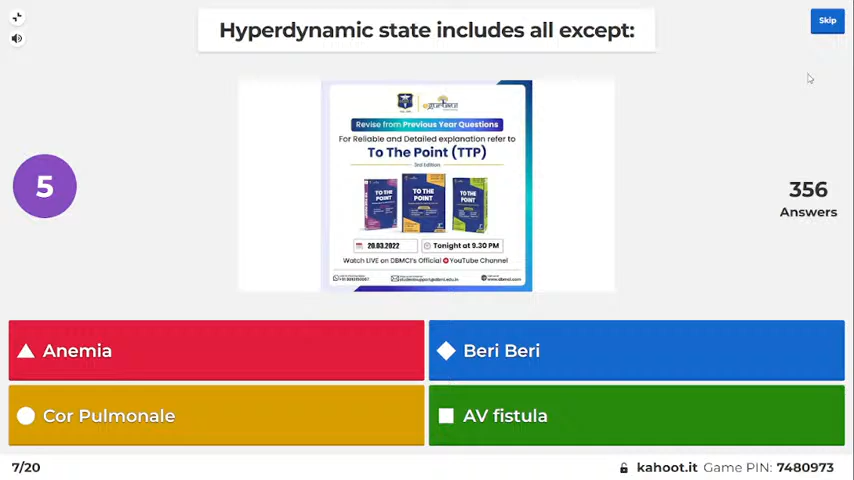 Hyperdynamic state includes all except:
Skip
Revise from Previous Year Questions
For Reliable and Detailed explanation refer to
To The Point (TTP)
3rd Edition
TO THE
POINT
TO THE
POINT
TO THE
POINT
20.03.2022
Tonight at 9.30 PM
Watch LIVE on DBMCI's Official YouTube Channel
5
356
Answers
Anemia
Beri Beri
Cor Pulmonale
AV fistula
7/20
kahoot.it Game PIN: 7480973